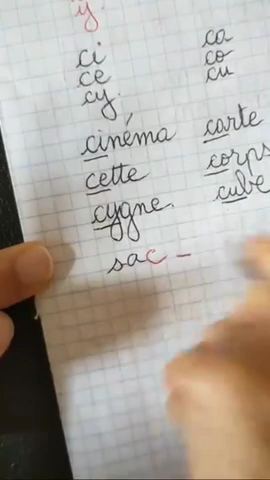 y.
ci ca
ce co
cy. cu
cinéma carte
cette corps
cygne. cube
sac -